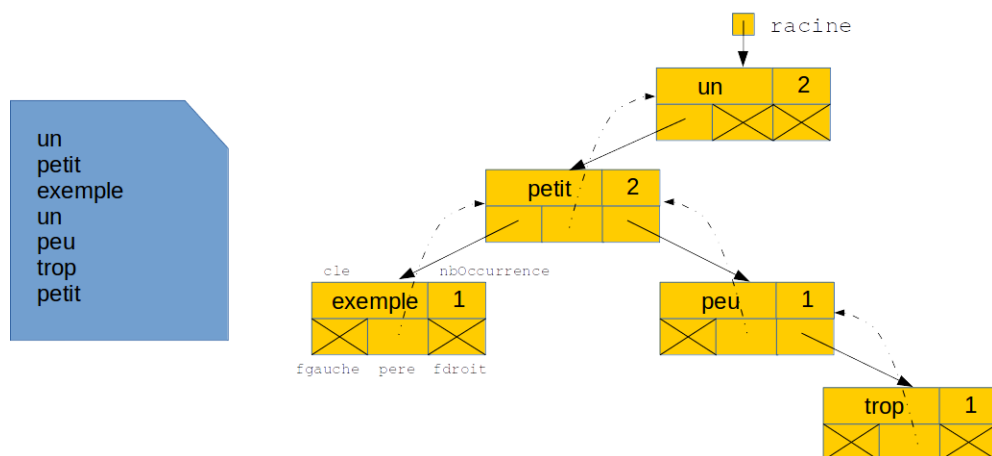 un
petit
exemple
un
peu
trop
petit
racine
un 2
petit 2
cle nbOccurrence
exemple 1
peu 1
fgauche pere fdroit
trop 1